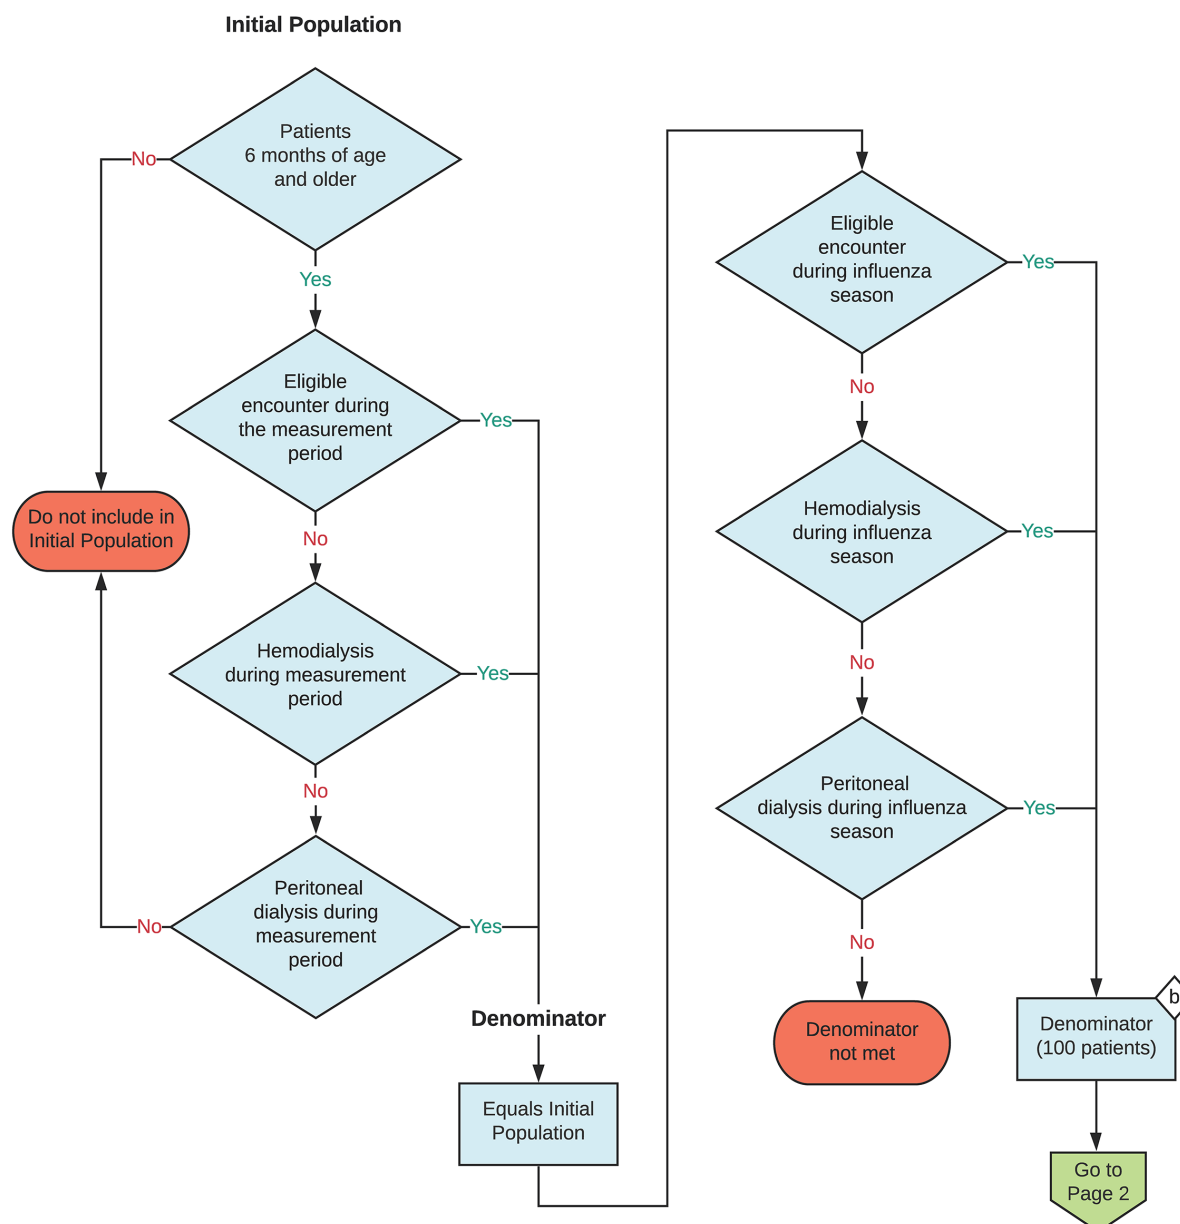 Initial Population
Patients
6 months of age
and older
No
Yes
Eligible
encounter during
the measurement
period
Yes
No
Do not include in
Initial Population
Hemodialysis
during measurement
period
Yes
No
Peritoneal
dialysis during
measurement
period
No
Yes
Denominator
Equals Initial
Population
Eligible
encounter
during influenza
season
Yes
No
Hemodialysis
during influenza
season
Yes
No
Peritoneal
dialysis during influenza
season
Yes
No
Denominator
not met
b
Denominator
(100 patients)
Go to
Page 2